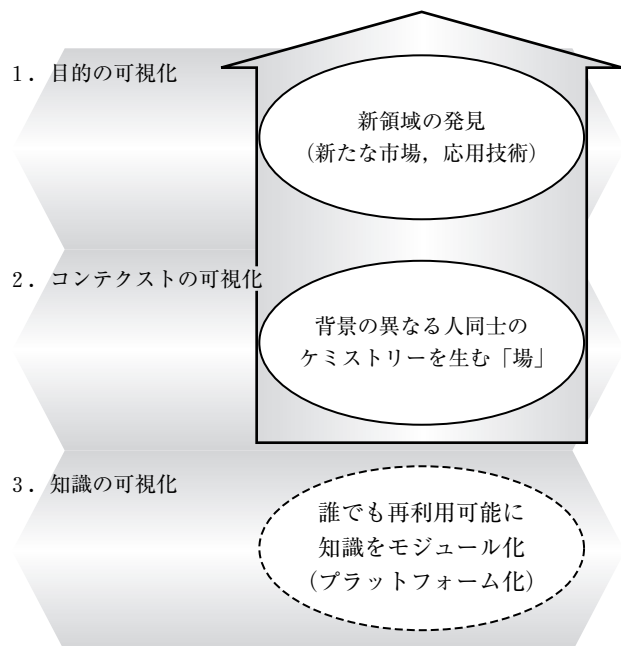 1．目的の可視化
新領域の発見
（新たな市場，応用技術）
2．コンテクストの可視化
背景の異なる人同士の
ケミストリーを生む「場」
3．知識の可視化
誰でも再利用可能に
知識をモジュール化
（プラットフォーム化）